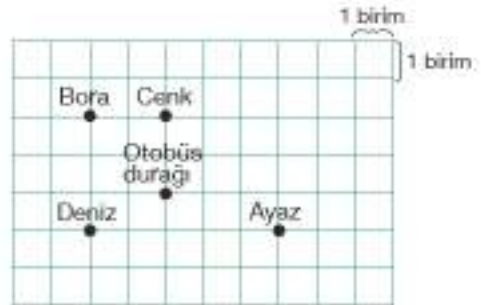 1 birim
1 birim
Bora Cenk
Otobüs
durağı
Deniz Ayaz